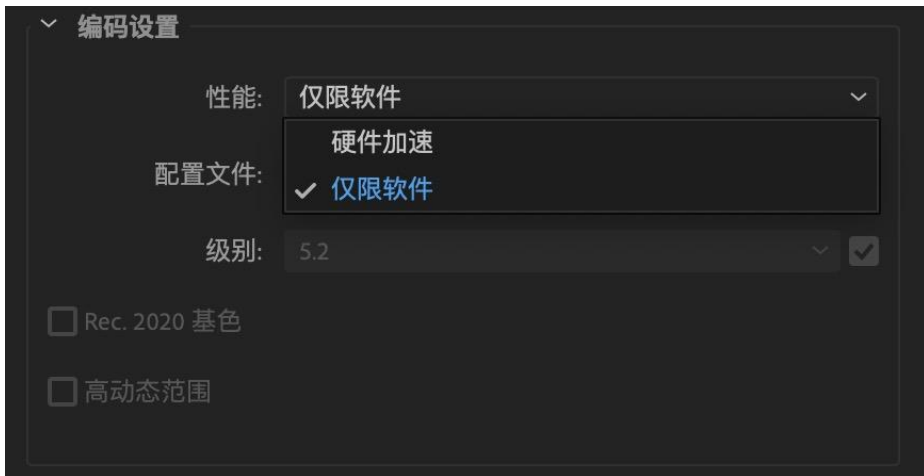 编码设置
性能: 仅限软件
硬件加速
配置文件:
仅限软件
级别: 5.2
Rec. 2020 基色
高动态范围